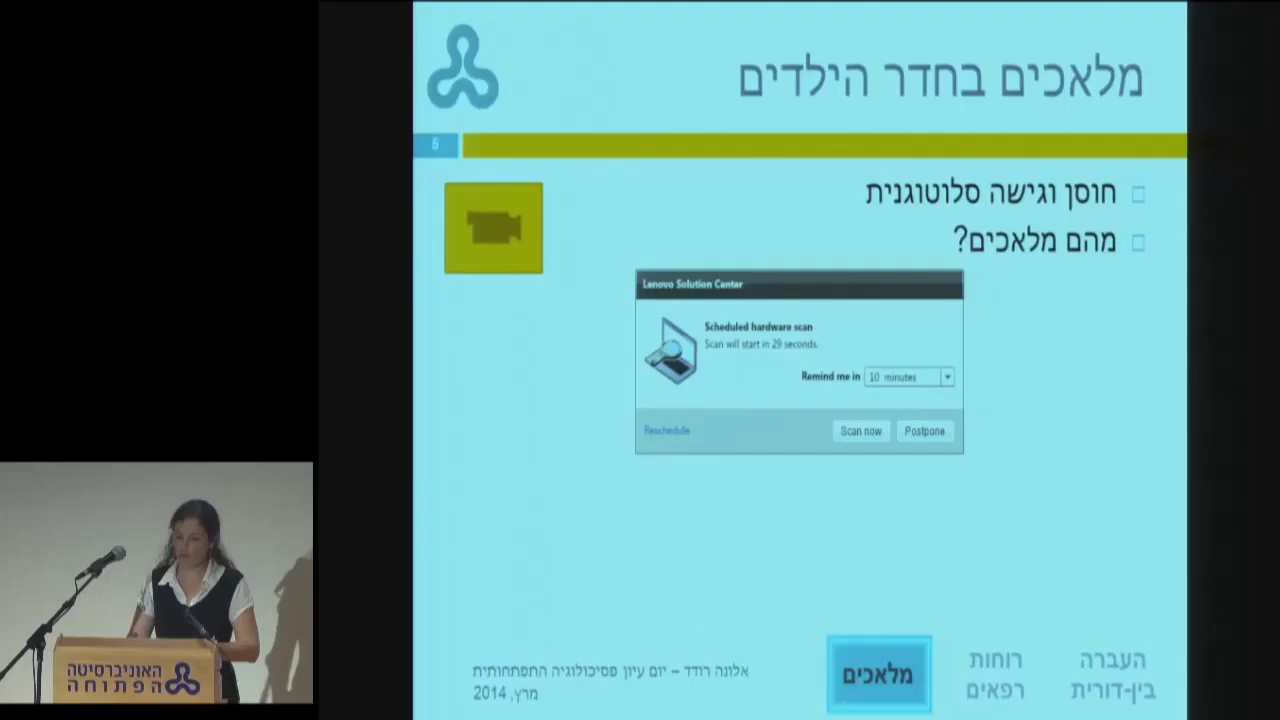 מלאכים בחדר הילדים
5
חוסן וגישה סלוטוגנית
מהם מלאכים?
Lenovo Solution Center
Scheduled hardware scan
Scan will start in 29 seconds.
Remind me in 10 minutes
Reschedule
Scan now
Postpone
העברה
בין-דורית
רוחות
רפאים
מלאכים
אלונה רודד – יום עיון פסיכולוגיה התפתחותית
מרץ, 2014
האוניברסיטה
הפתוחה